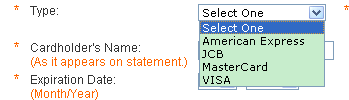 * Type: Select One *
Select One
American Express
* Cardholder's Name: JCB
(As it appears on statement.) MasterCard
* Expiration Date: VISA
(Month/Year)